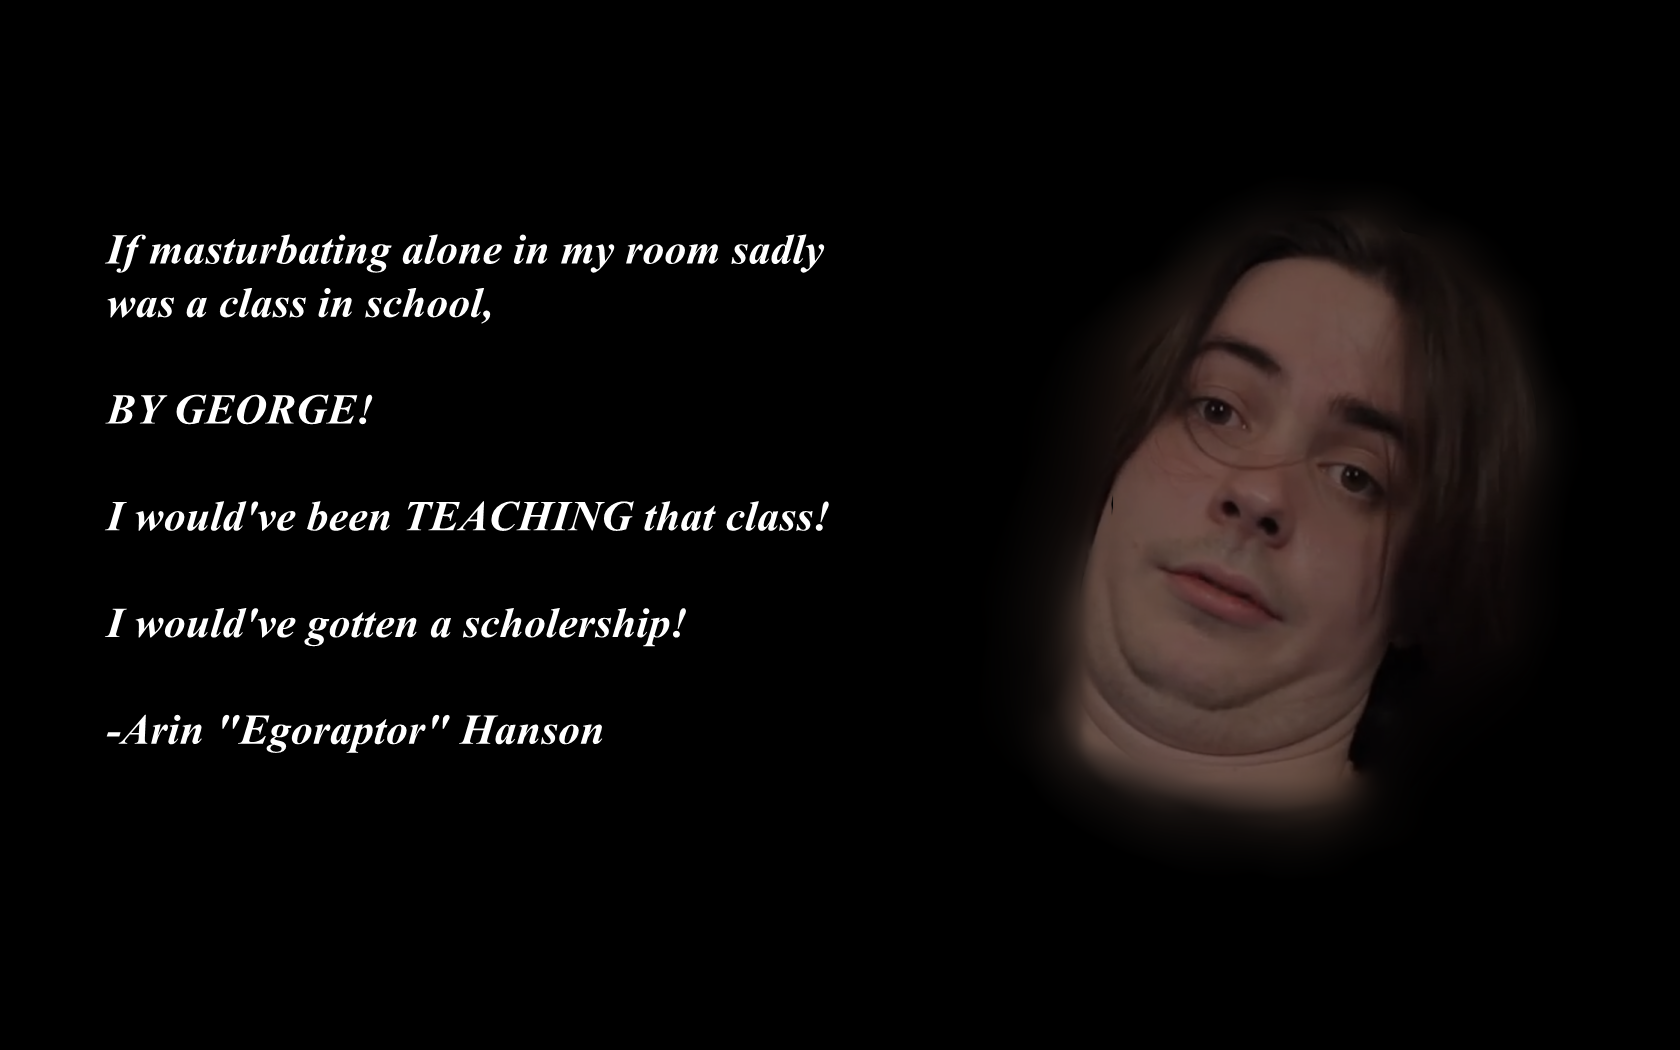 If masturbating alone in my room sadly
was a class in school,
BY GEORGE!
I would've been TEACHING that class!
I would've gotten a scholership!
-Arin "Egoraptor" Hanson